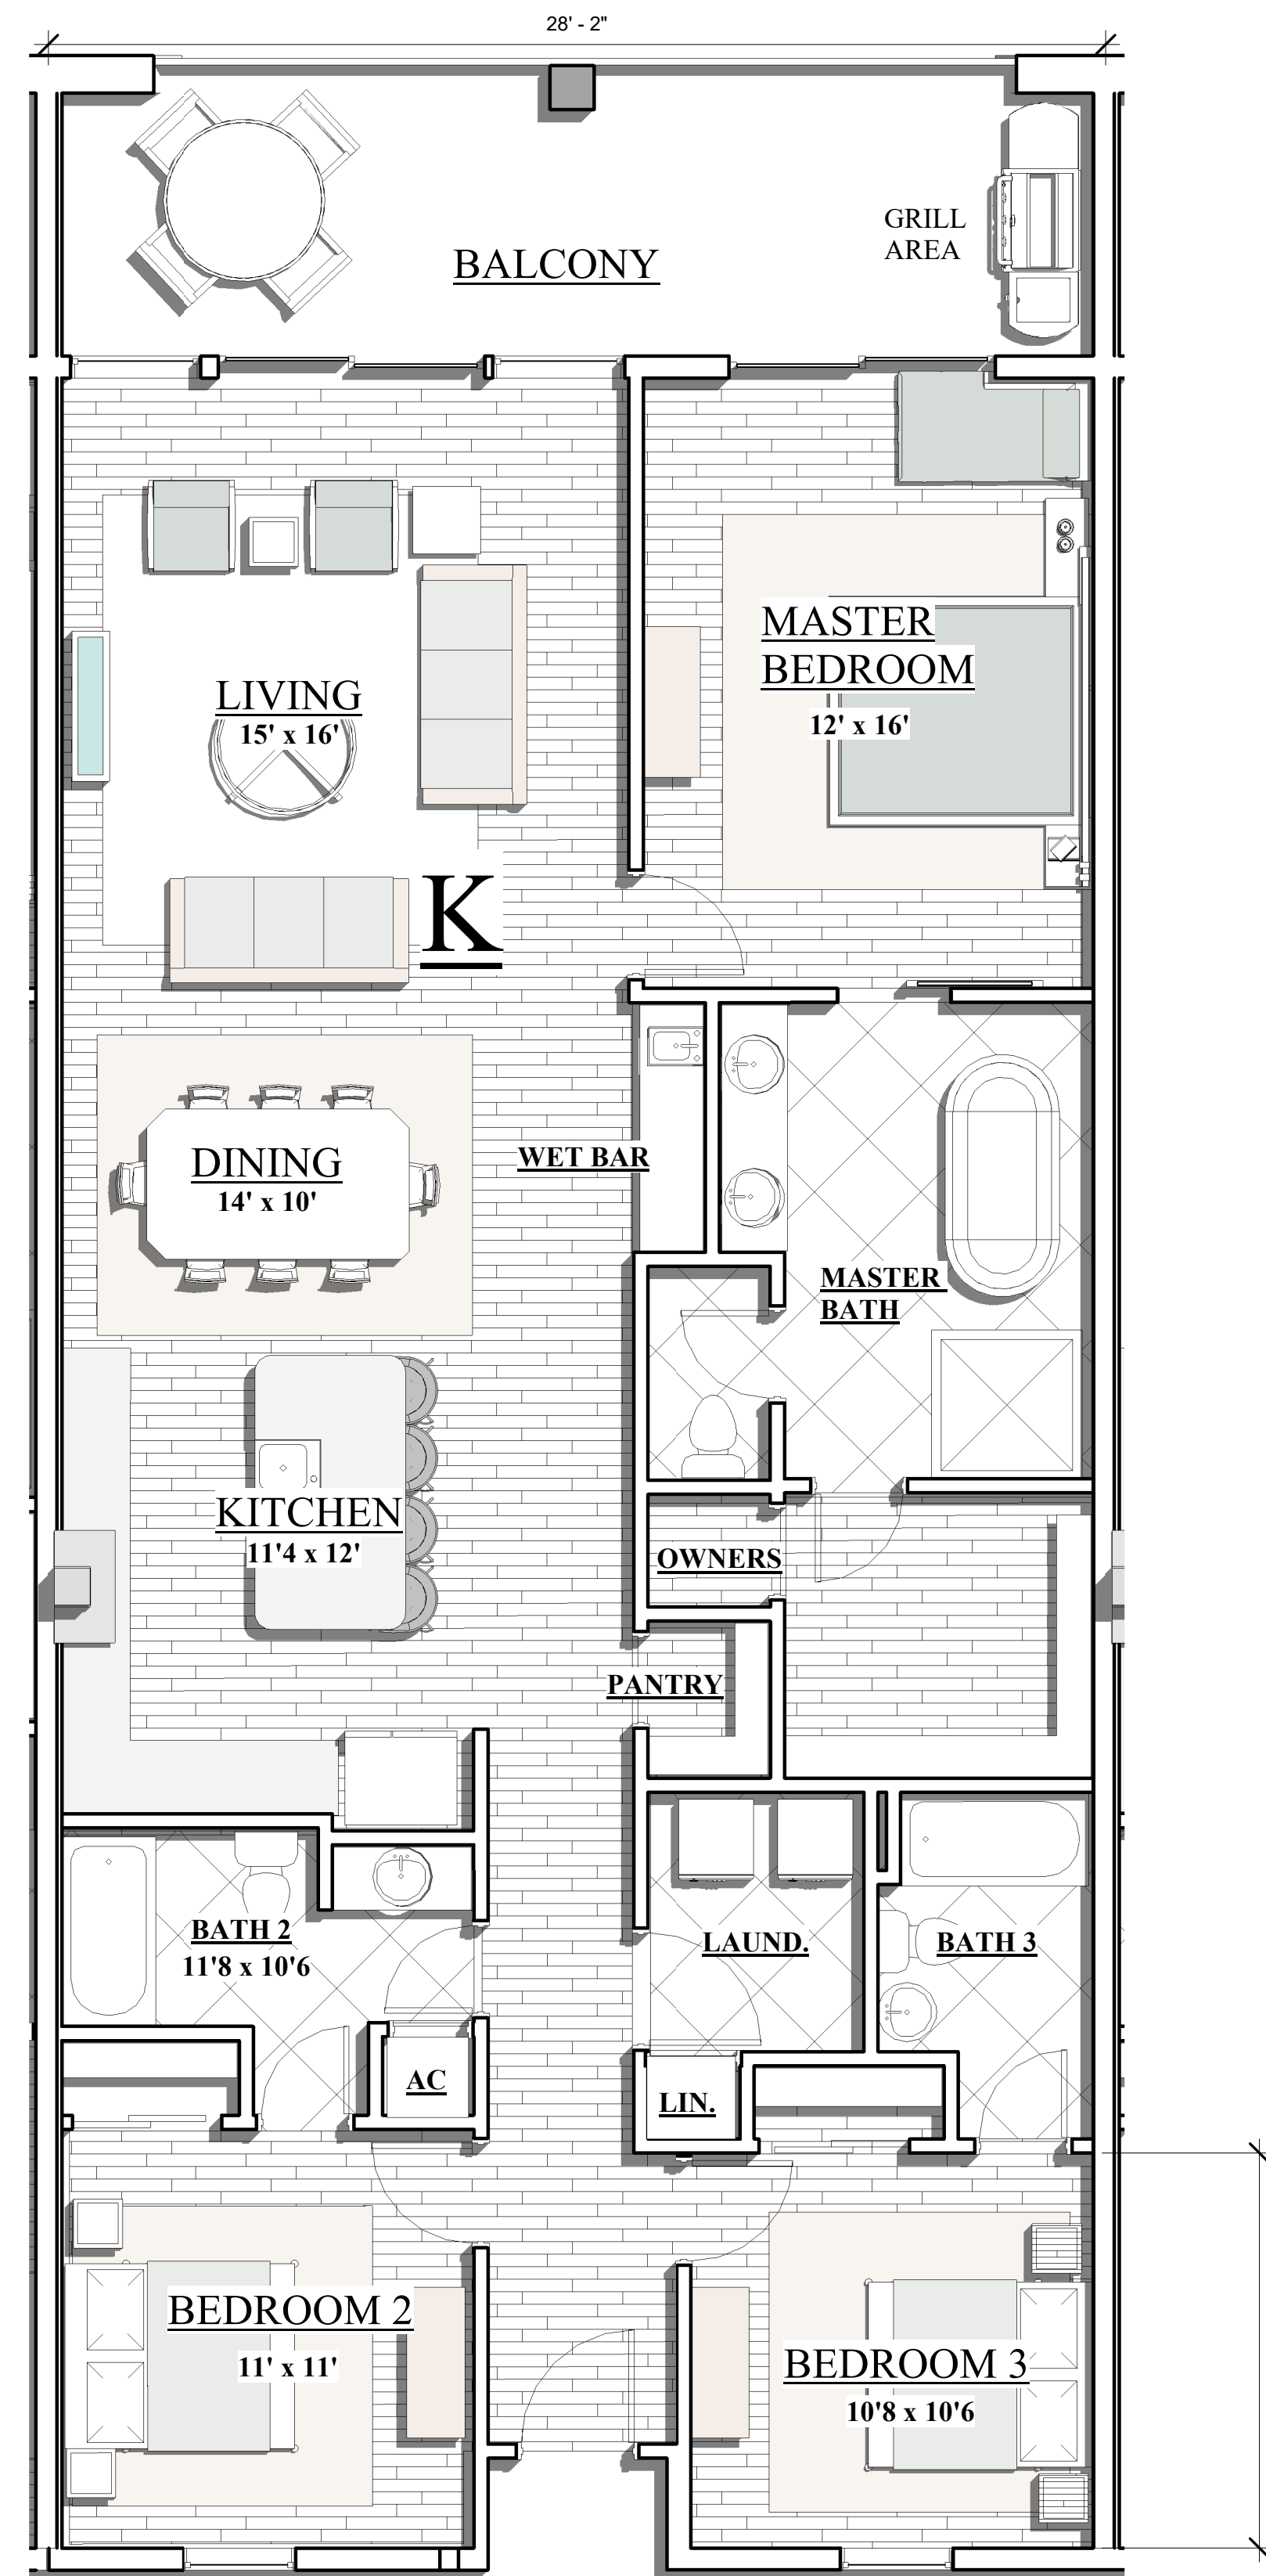 28' - 2"
GRILL
AREA
BALCONY
MASTER
BEDROOM
12' x 16'
LIVING
15' x 16'
K
DINING
14' x 10'
WET BAR
MASTER
BATH
KITCHEN
11'4 x 12'
OWNERS
PANTRY
BATH 2
11'8 x 10'6
LAUND.
BATH 3
AC
LIN.
BEDROOM 2
11' x 11'
BEDROOM 3
10'8 x 10'6